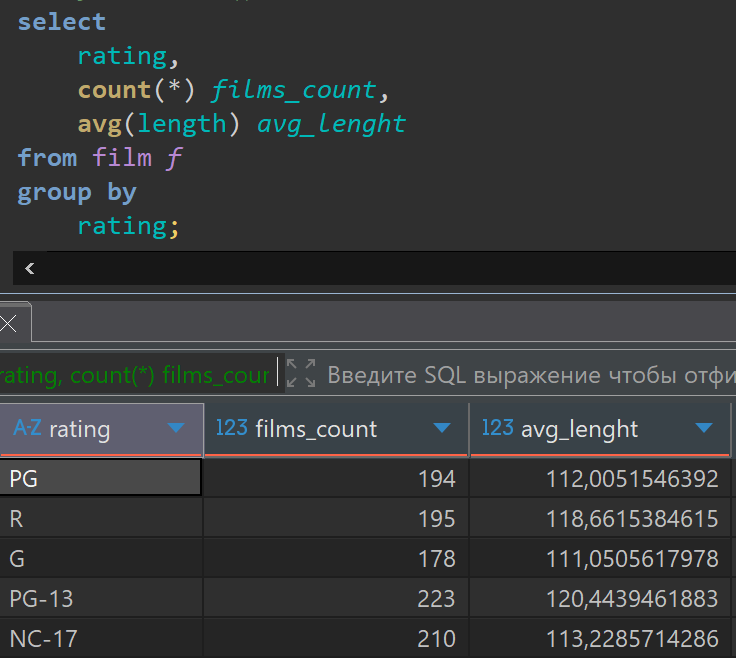 select
rating,
count(*) films_count,
avg(length) avg_lenght
from film f
group by
rating;
rating, count(*) films_cour Введите SQL выражение чтобы отфи
A-Z rating 123 films_count 123 avg_lenght
PG 194 112,0051546392
R 195 118,6615384615
G 178 111,0505617978
PG-13 223 120,4439461883
NC-17 210 113,2285714286